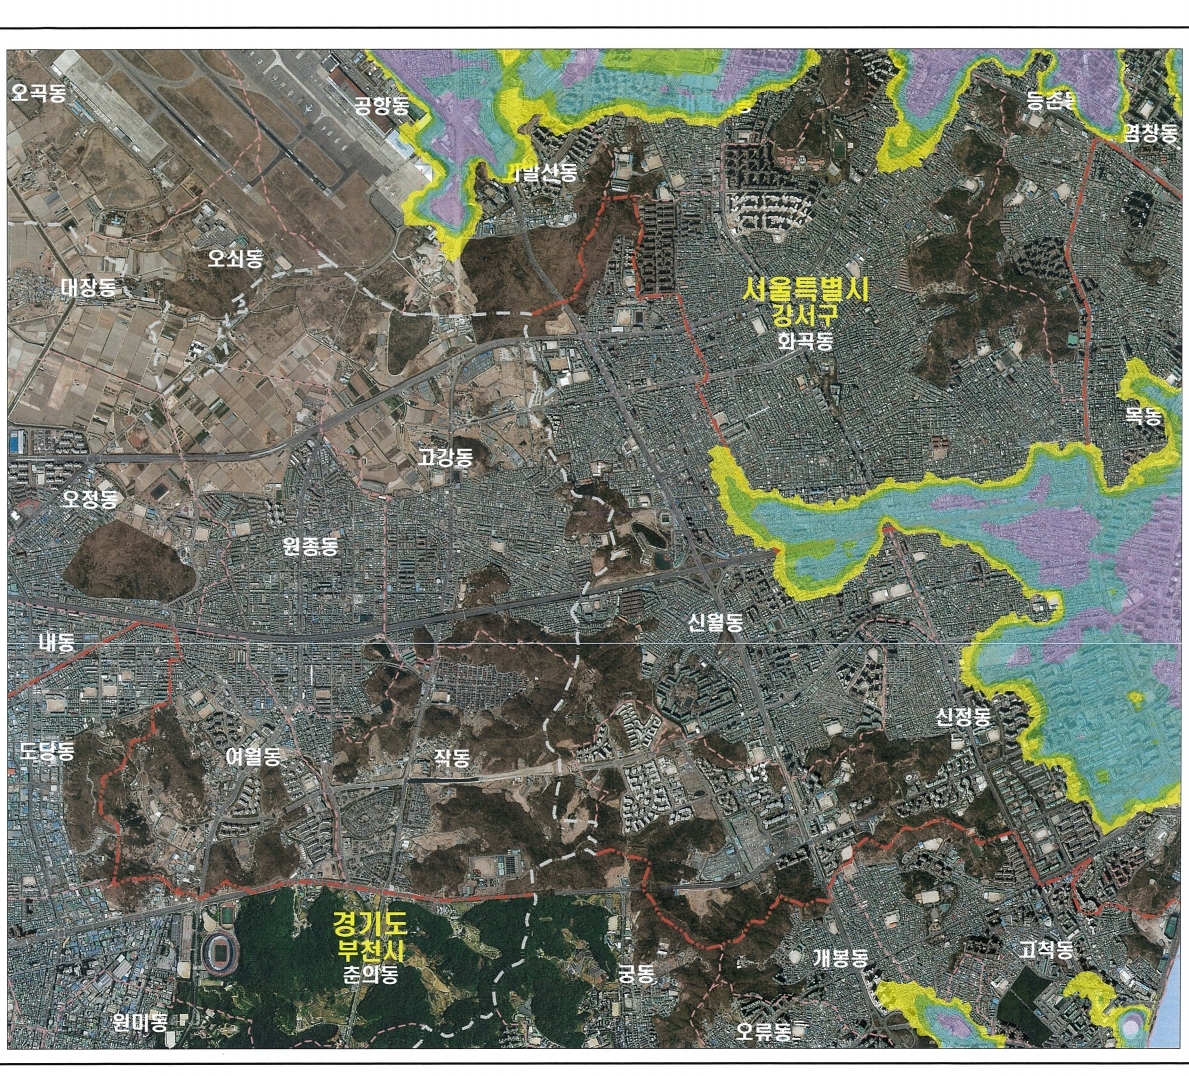 오곡동
공항동
등촌동
염창동
발산동
오쇠동
대장동
서울특별시
강서구
화곡동
목동
고강동
오정동
원종동
신월동
내동
신정동
도당동
여월동
작동
경기도
부천시
춘의동
궁동
개봉동
고척동
원미동
오류동